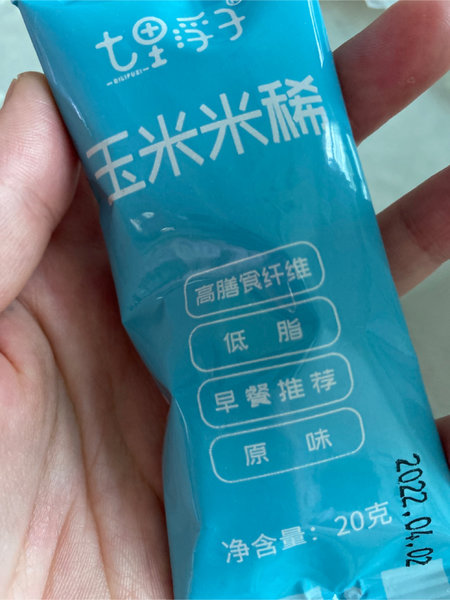 七里浮子
QILIFUZI
玉米米稀
高膳食纤维
低脂
早餐推荐
原味
净含量：20克
2022.04.02